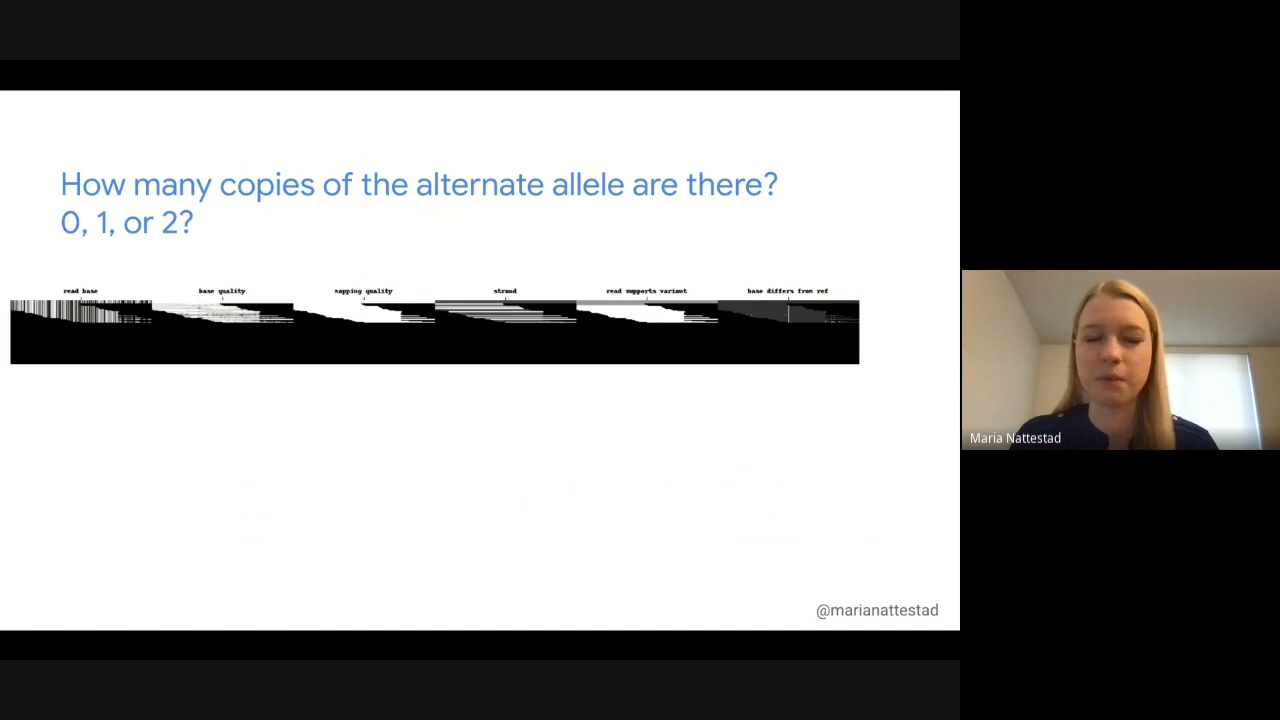 How many copies of the alternate allele are there?
0, 1, or 2?
read base base quality mapping quality strand read supports variant base differs from ref
@marianattestad
Maria Nattestad